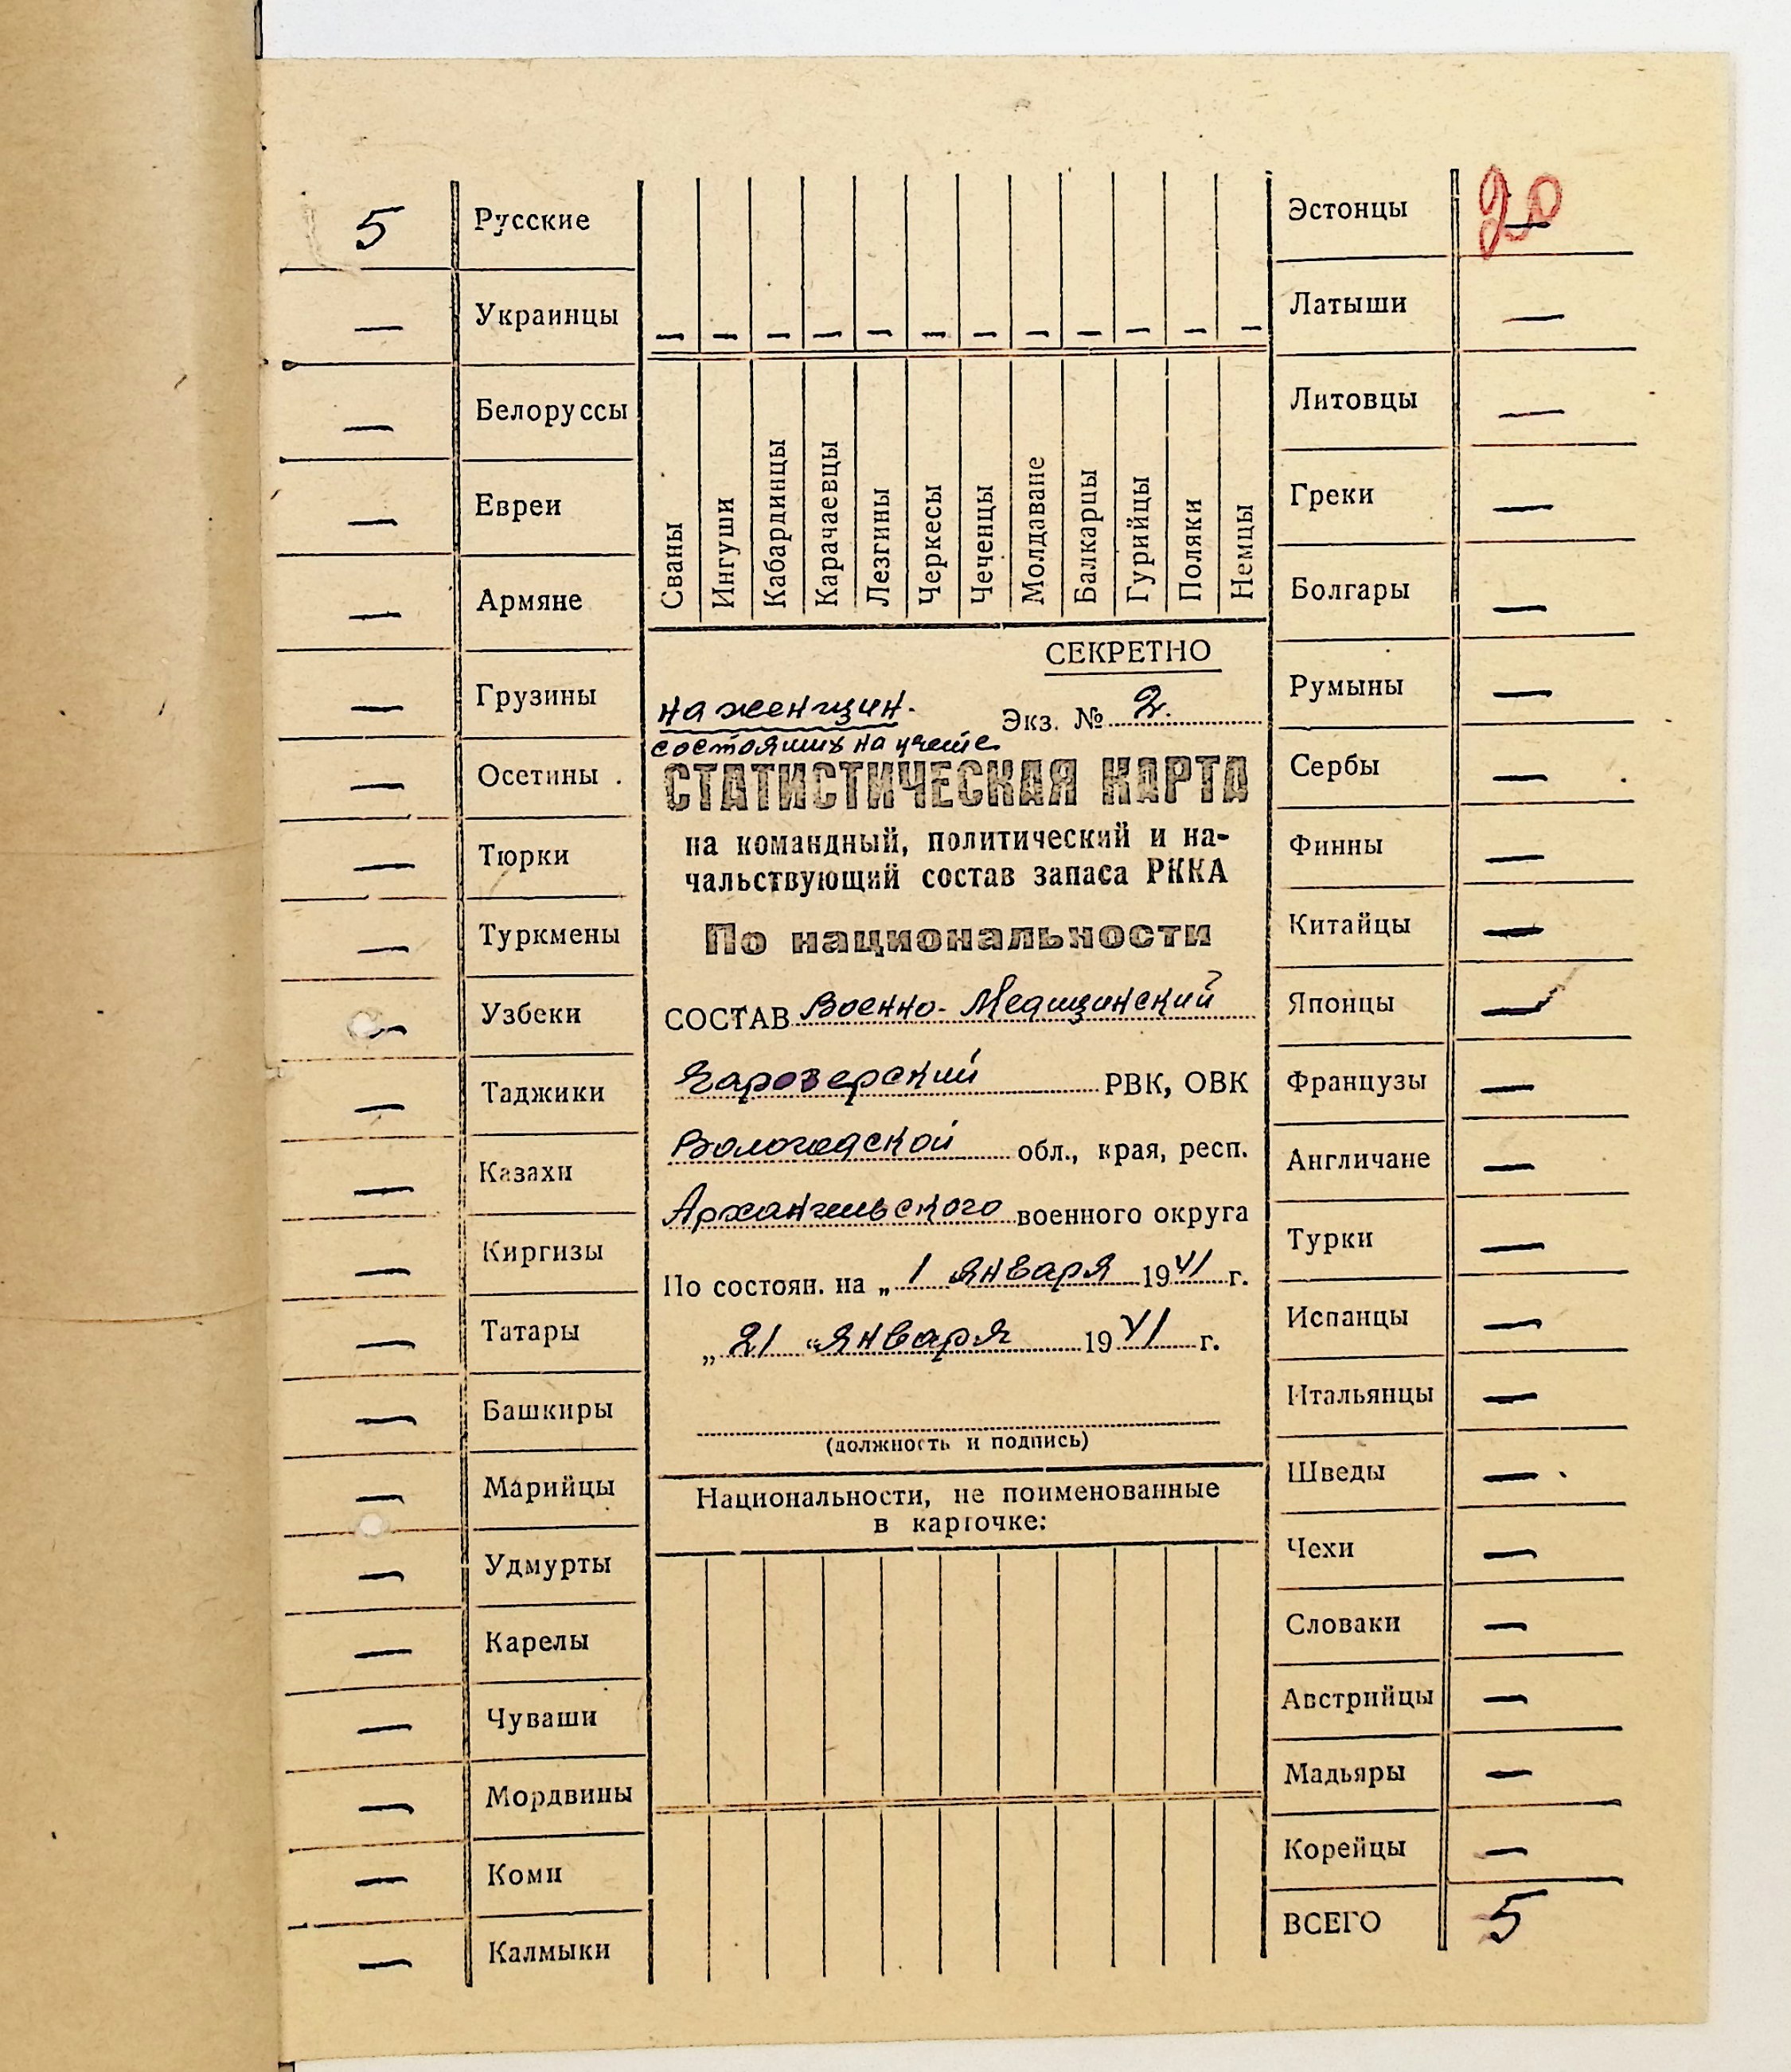 5 Русские
— Украинцы
— Белоруссы
— Евреи
— Армяне
— Грузины
— Осетины
— Тюрки
— Туркмены
— Узбеки
— Таджики
— Казахи
— Киргизы
— Татары
— Башкиры
— Марийцы
— Удмурты
— Карелы
— Чуваши
— Мордвины
— Коми
— Калмыки
— — — — — — — — — — — —
Сваны
Ингуши
Кабардинцы
Карачаевцы
Лезгины
Черкесы
Чеченцы
Молдаване
Балкарцы
Гурийцы
Поляки
Немцы
СЕКРЕТНО
на женщин.
Экз. № 2.
состоящих на учете
СТАТИСТИЧЕСКАЯ КАРТА
на командный, политический и на-
чальствующий состав запаса РККА
По национальности
СОСТАВ Военно-Медицинский
Чарозерский РВК, ОВК
Вологодской обл., края, респ.
Архангельского военного округа
По состоян. на „ 1 января 1941 г.
„ 21 “ января 1941 г.
(должность и подпись)
Национальности, не поименованные
в карточке:
20
Эстонцы —
Латыши —
Литовцы —
Греки —
Болгары —
Румыны —
Сербы —
Финны —
Китайцы —
Японцы —
Французы —
Англичане —
Турки —
Испанцы —
Итальянцы —
Шведы —
Чехи —
Словаки —
Австрийцы —
Мадьяры —
Корейцы —
ВСЕГО 5